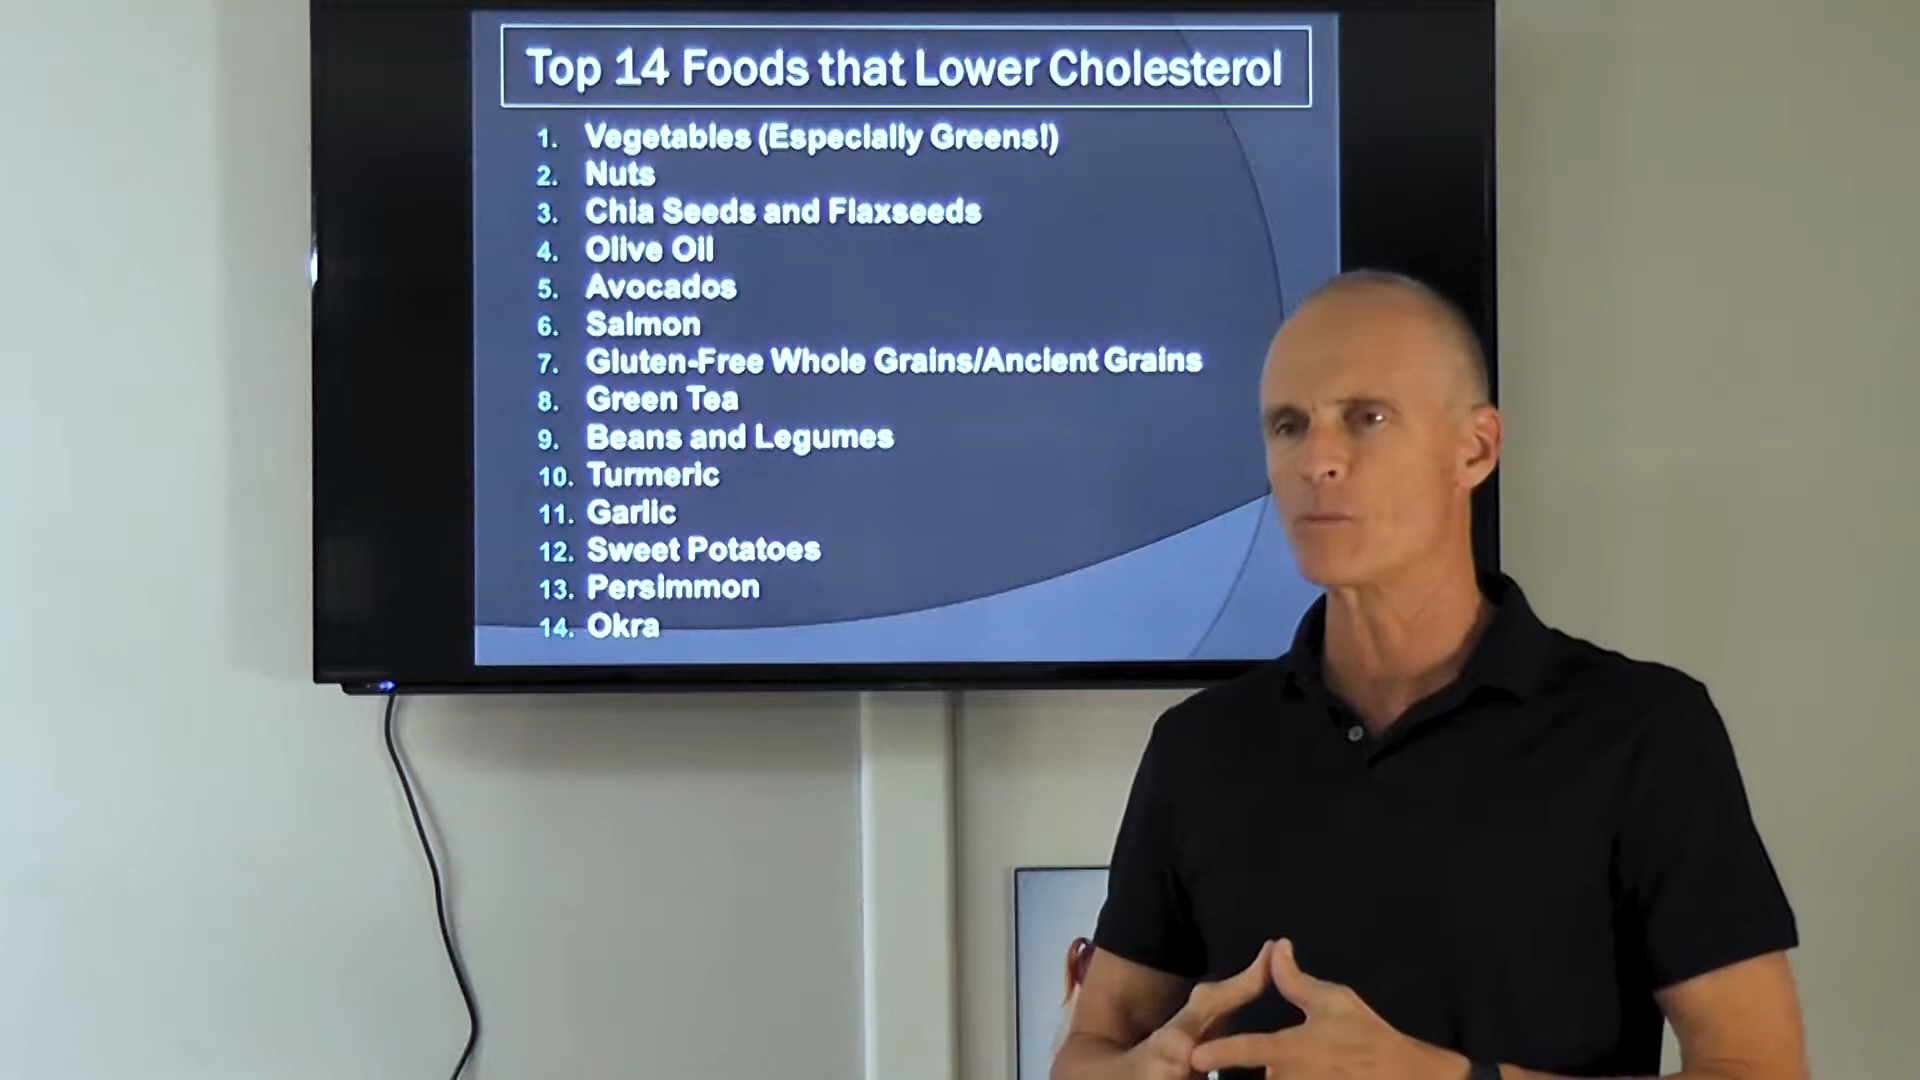 Top 14 Foods that Lower Cholesterol
1. Vegetables (Especially Greens!)
2. Nuts
3. Chia Seeds and Flaxseeds
4. Olive Oil
5. Avocados
6. Salmon
7. Gluten-Free Whole Grains/Ancient Grains
8. Green Tea
9. Beans and Legumes
10. Turmeric
11. Garlic
12. Sweet Potatoes
13. Persimmon
14. Okra